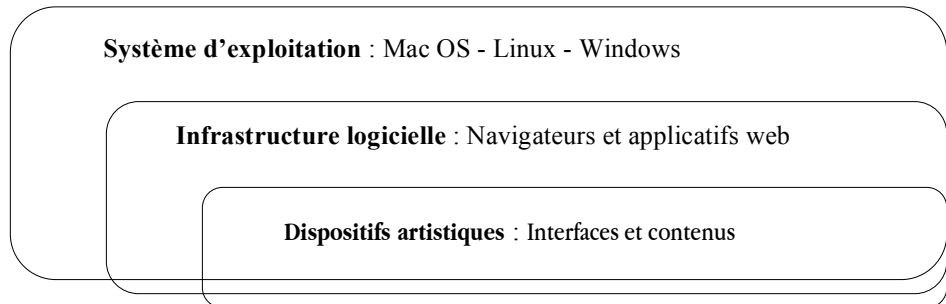 Système d’exploitation : Mac OS - Linux - Windows
Infrastructure logicielle : Navigateurs et applicatifs web
Dispositifs artistiques : Interfaces et contenus